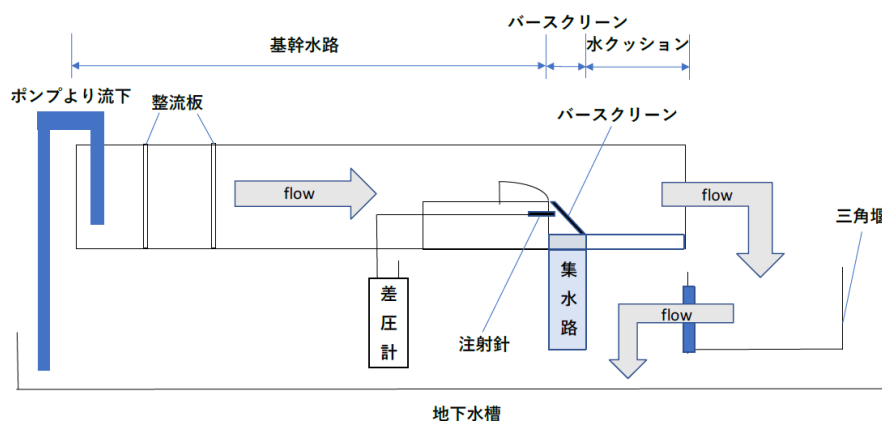 バースクリーン
基幹水路
水クッション
ポンプより流下
整流板
バースクリーン
flow
flow
三角堰
差圧計
集水路
flow
注射針
地下水槽